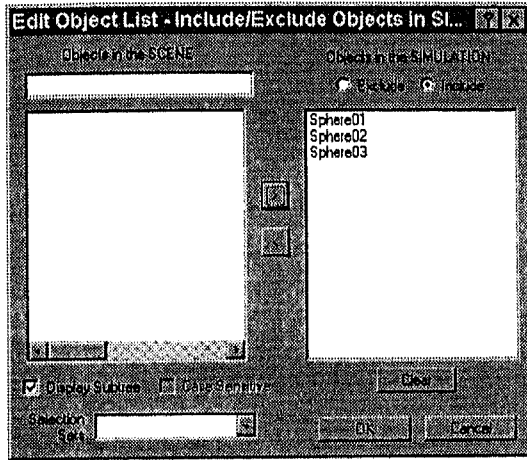 Edit Object List - Include/Exclude Objects in Si...
Objects in the SCENE
Objects in the SIMULATION
Exclude Include
Sphere01
Sphere02
Sphere03
>
<
Display Subtree Case Sensitive
Clear
Selection
Sets
OK Cancel